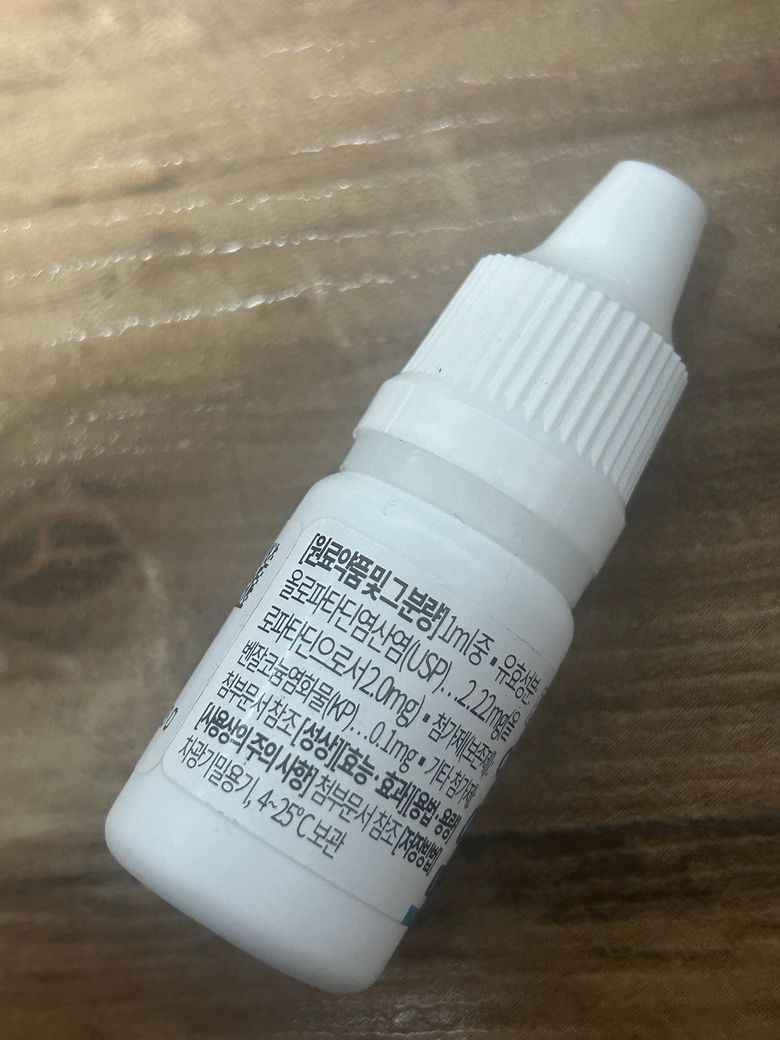 [원료약품 및 그 분량] 1ml 중 ▪ 유효성분
올로파타딘염산염(USP)…2.22mg(올
로파타딘으로서 2.0mg) ▪ 첨가제(보존제)
벤잘코늄염화물(KP)…0.1mg ▪ 기타 첨가제
첨부문서 참조 [성상][효능·효과][용법·용량]
[사용상의 주의사항] 첨부문서 참조 [저장방법]
차광기밀용기, 4~25℃ 보관